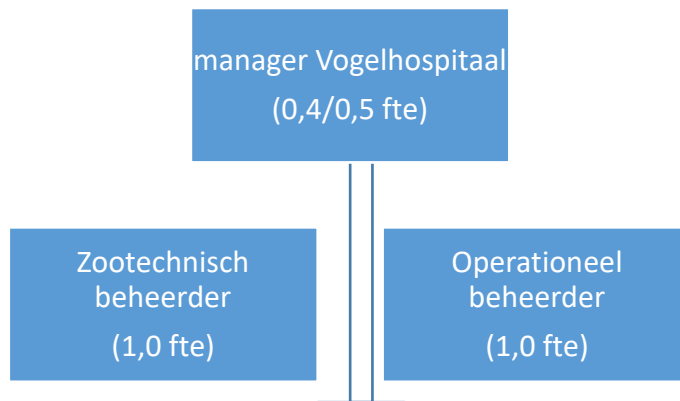 manager Vogelhospitaal
(0,4/0,5 fte)
Zootechnisch
beheerder
(1,0 fte)
Operationeel
beheerder
(1,0 fte)